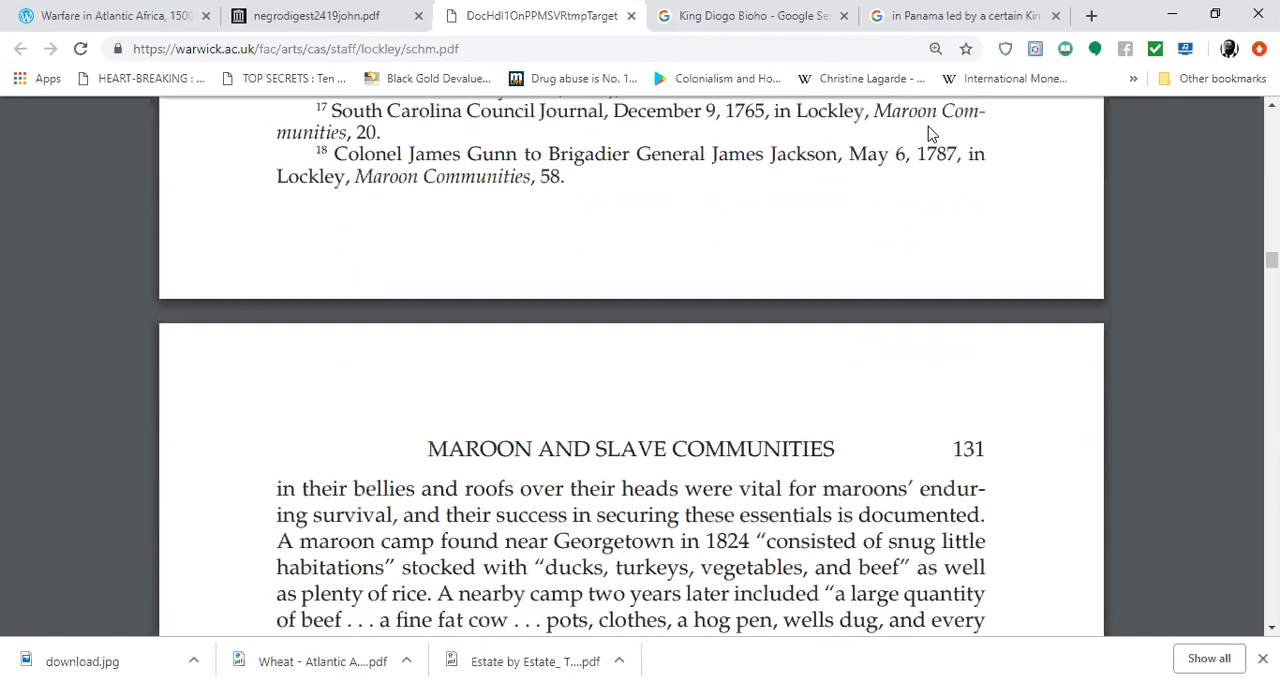 Warfare in Atlantic Africa, 150
negrodigest2419john.pdf
DocHdl1OnPPMSVRtmpTarget
King Diogo Bioho - Google Se
in Panama led by a certain Kin
https://warwick.ac.uk/fac/arts/cas/staff/lockley/schm.pdf
Apps
HEART-BREAKING : ...
TOP SECRETS : Ten ...
Black Gold Devalue...
Drug abuse is No. 1...
Colonialism and Ho...
Christine Lagarde - ...
International Mone...
»
Other bookmarks
17 South Carolina Council Journal, December 9, 1765, in Lockley, Maroon Com-
munities, 20.
18 Colonel James Gunn to Brigadier General James Jackson, May 6, 1787, in
Lockley, Maroon Communities, 58.
MAROON AND SLAVE COMMUNITIES 131
in their bellies and roofs over their heads were vital for maroons' endur-
ing survival, and their success in securing these essentials is documented.
A maroon camp found near Georgetown in 1824 "consisted of snug little
habitations" stocked with "ducks, turkeys, vegetables, and beef" as well
as plenty of rice. A nearby camp two years later included "a large quantity
of beef . . . a fine fat cow . . . pots, clothes, a hog pen, wells dug, and every
download.jpg
Wheat - Atlantic A....pdf
Estate by Estate_ T....pdf
Show all